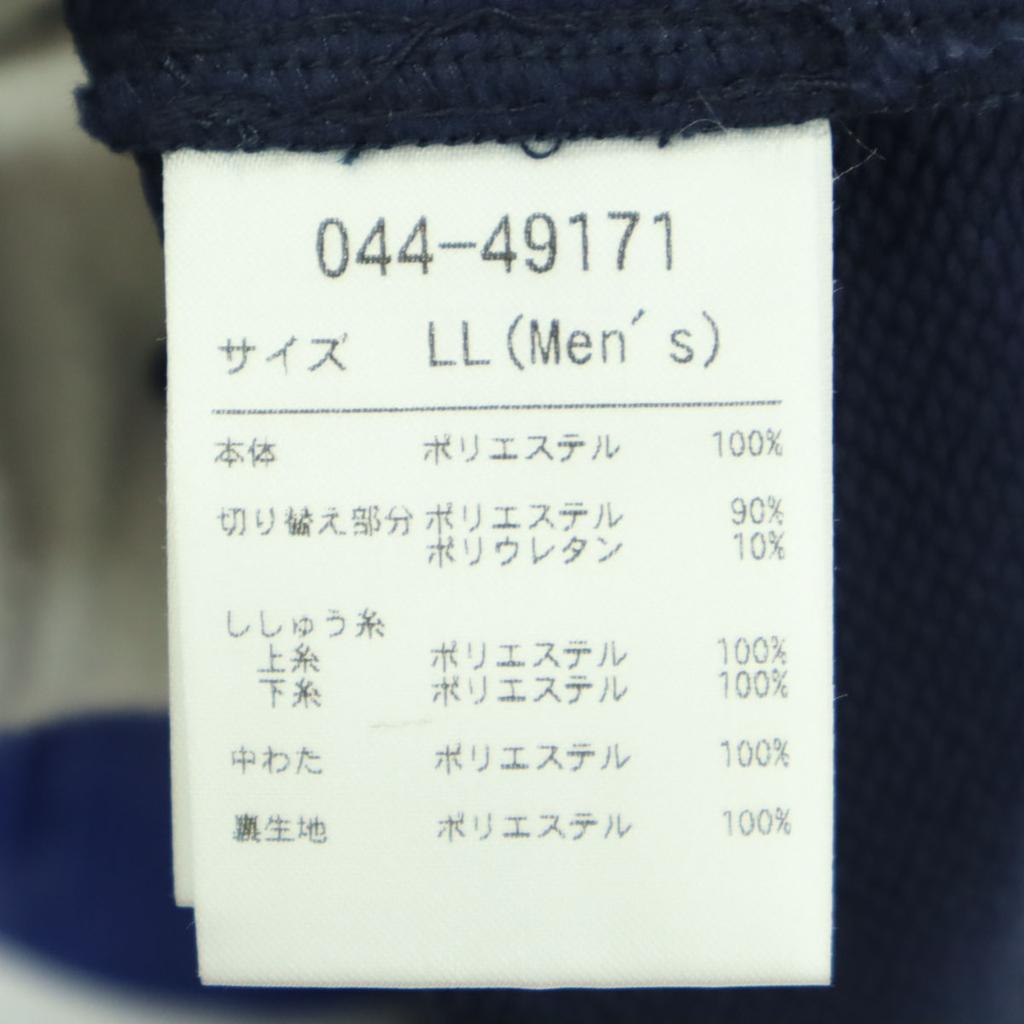 044-49171
サイズ LL(Men's)
本体 ポリエステル 100%
切り替え部分 ポリエステル 90%
ポリウレタン 10%
ししゅう糸
上糸 ポリエステル 100%
下糸 ポリエステル 100%
中わた ポリエステル 100%
裏生地 ポリエステル 100%